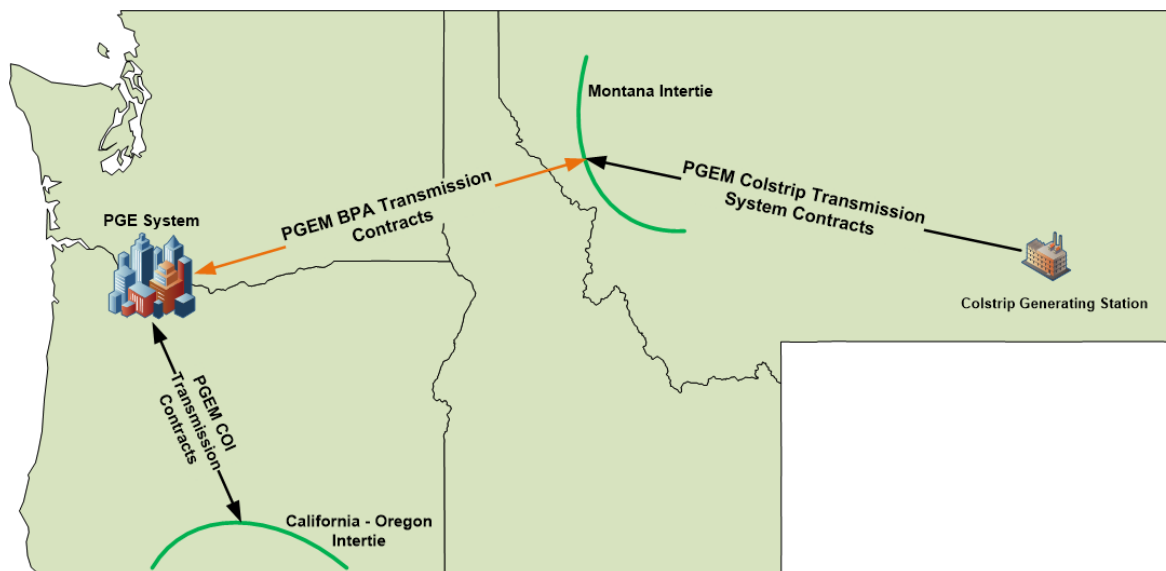 Montana Intertie
PGEM Colstrip Transmission
System Contracts
PGEM BPA Transmission
Contracts
PGE System
Colstrip Generating Station
PGEM COI
Transmission
Contracts
California - Oregon
Intertie